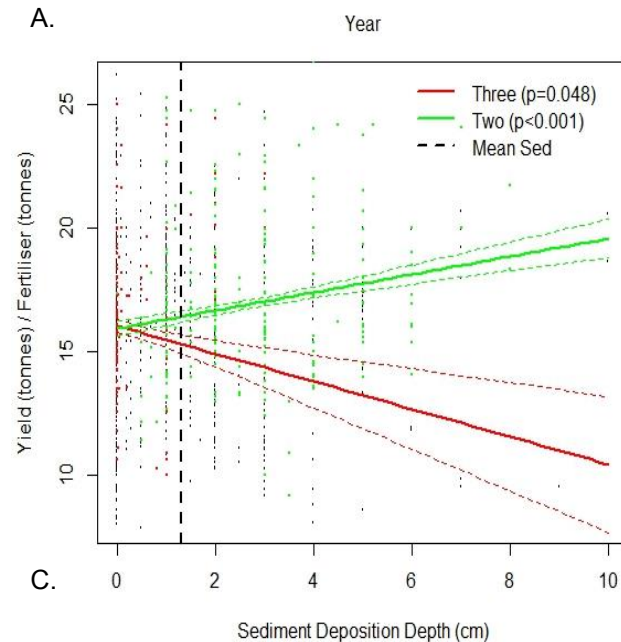 A.
Year
Three (p=0.048)
Two (p<0.001)
Mean Sed
Yield (tonnes) / Fertiliser (tonnes)
25
20
15
10
0 2 4 6 8 10
C.
Sediment Deposition Depth (cm)